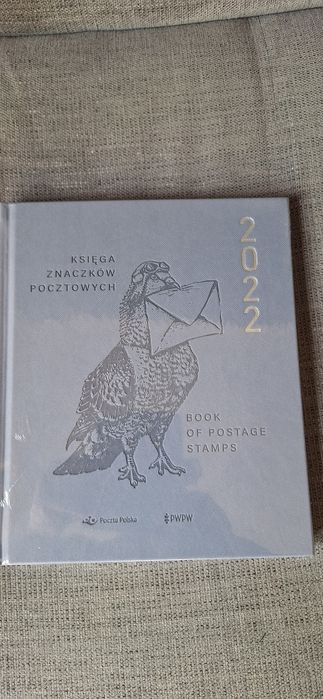 KSIĘGA
ZNACZKÓW
POCZTOWYCH
2022
BOOK
OF POSTAGE
STAMPS
Poczta Polska
PWPW